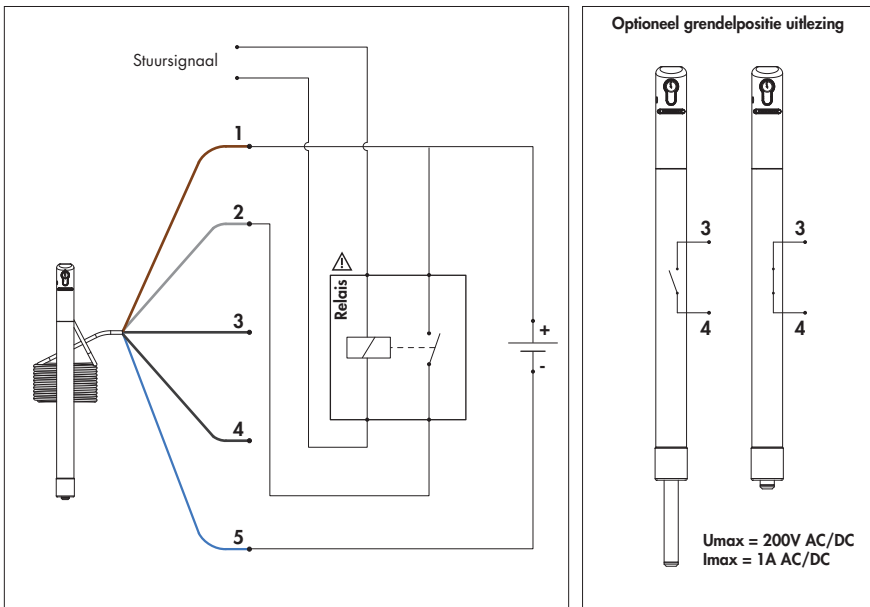 Stuursignaal
1
2
3
4
5
Relais
+
-
Optioneel grendelpositie uitlezing
3
4
3
4
Umax = 200V AC/DC
Imax = 1A AC/DC